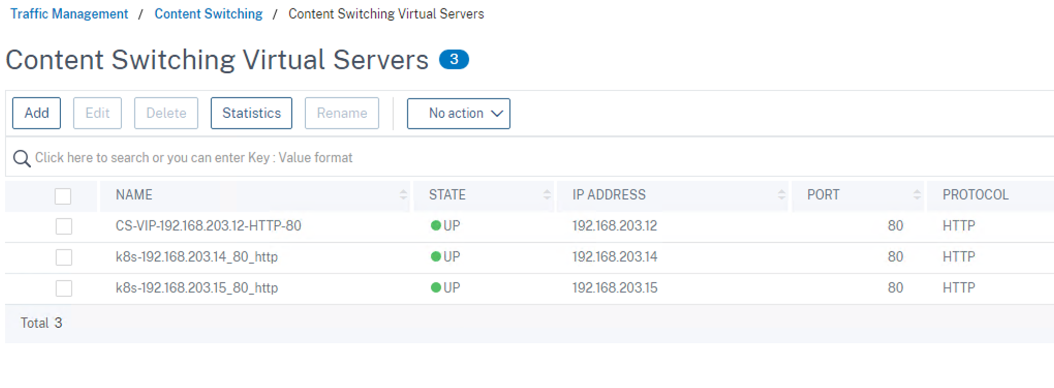 Traffic Management / Content Switching / Content Switching Virtual Servers
Content Switching Virtual Servers 3
Add Edit Delete Statistics Rename No action
Click here to search or you can enter Key : Value format
NAME STATE IP ADDRESS PORT PROTOCOL
CS-VIP-192.168.203.12-HTTP-80 UP 192.168.203.12 80 HTTP
k8s-192.168.203.14_80_http UP 192.168.203.14 80 HTTP
k8s-192.168.203.15_80_http UP 192.168.203.15 80 HTTP
Total 3